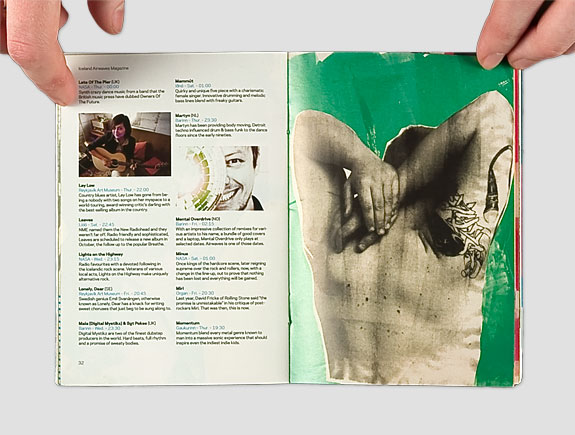 Iceland Airwaves Magazine
Late Of The Pier (UK)
NASA - Thur. - 00:00
Synth crazy dance music from a band that the
British music press have dubbed Owners Of
The Future.
Lay Low
Reykjavik Art Museum - Thur - 22:00
Country blues artist, Lay Low has gone from be-
ing a nobody with two songs on her myspace to a
world-touring, award winning critic's darling with
the best-selling album in the country.
Leaves
Lidó - Sat. - 22:45
NME named them the New Radiohead and they
weren't far off. Radio friendly and sophisticated,
Leaves are scheduled to release a new album in
October, the follow up to the popular Breathe.
Lights on the Highway
NASA - Wed. - 23:15
Radio favourites with a devoted following in
the Icelandic rock scene. Veterans of various
local acts, Lights on the Highway make uniquely
alternative rock.
Lonely, Dear (SE)
Reykjavík Art Museum - Fri. - 20:45
Swedish genius Emil Svanängen, otherwise
known as Lonely, Dear has a knack for writing
sweet choruses that just beg to be sung along to.
Maia (Digital Mystikz) & Sgt Pokes (UK)
Barinn - Wed. - 23:30
Digital Mystikz are two of the finest dubstep
producers in the world. Hard beats, full rhythm
and a promise of sweaty bodies.
32
Mammút
Iðnó - Sat. - 01:00
Quirky and unique five piece with a charismatic
female singer. Innovative drumming and melodic
bass lines blend with freaky guitars.
Martyn (NL)
Barinn - Thur. - 23:30
Martyn has been providing body moving, Detroit
techno influenced drum & bass funk to the dance
floors since the early nineties.
Mental Overdrive (NO)
Barinn - Fri. - 02:15
With an impressive collection of remixes for vari-
ous artists to his name, a bundle of good covers
and a laptop, Mental Overdrive only plays at
selected dates. Airwaves is one of those dates.
Minus
NASA - Sat. - 01:00
Once kings of the hardcore scene, later reigning
supreme over the rock and rollers, now, with a
change in the line-up, out to prove that nothing
has been lost and everything will be gained.
Miri
Organ - Fri. - 20:30
Last year, David Fricke of Rolling Stone said "the
promise is unmistakable" in his critique of post-
rockers Miri. That was then, this is now.
Momentum
Gaukurinn - Thur - 19:30
Momentum blend every metal genre known to
man into a massive sonic experience that should
inspire even the indiest indie kids.